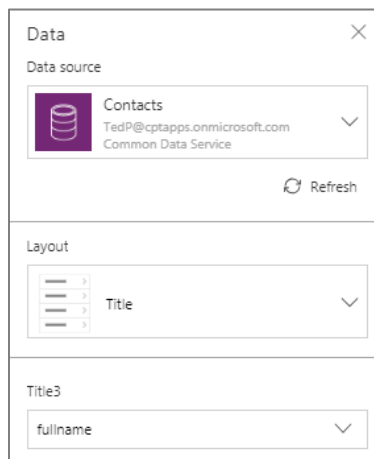 Data
Data source
Contacts
TedP@cptapps.onmicrosoft.com
Common Data Service
Refresh
Layout
Title
Title3
fullname